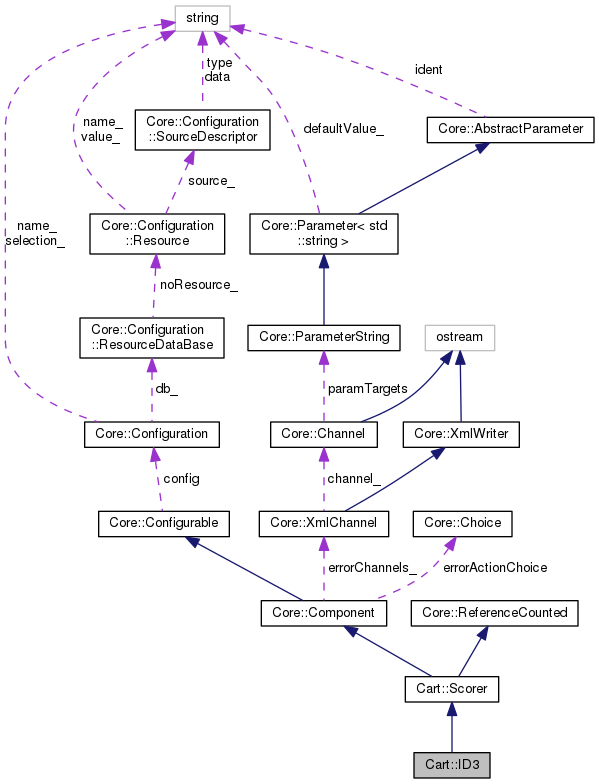 string
type
data
ident
name_
value_
Core::Configuration
::SourceDescriptor
defaultValue_
Core::AbstractParameter
source_
name_
selection_
Core::Configuration
::Resource
Core::Parameter< std
::string >
noResource_
Core::Configuration
::ResourceDataBase
Core::ParameterString
ostream
db_
paramTargets
Core::Configuration
Core::Channel
Core::XmlWriter
config
channel_
Core::Configurable
Core::XmlChannel
Core::Choice
errorChannels_
errorActionChoice
Core::Component
Core::ReferenceCounted
Cart::Scorer
Cart::ID3